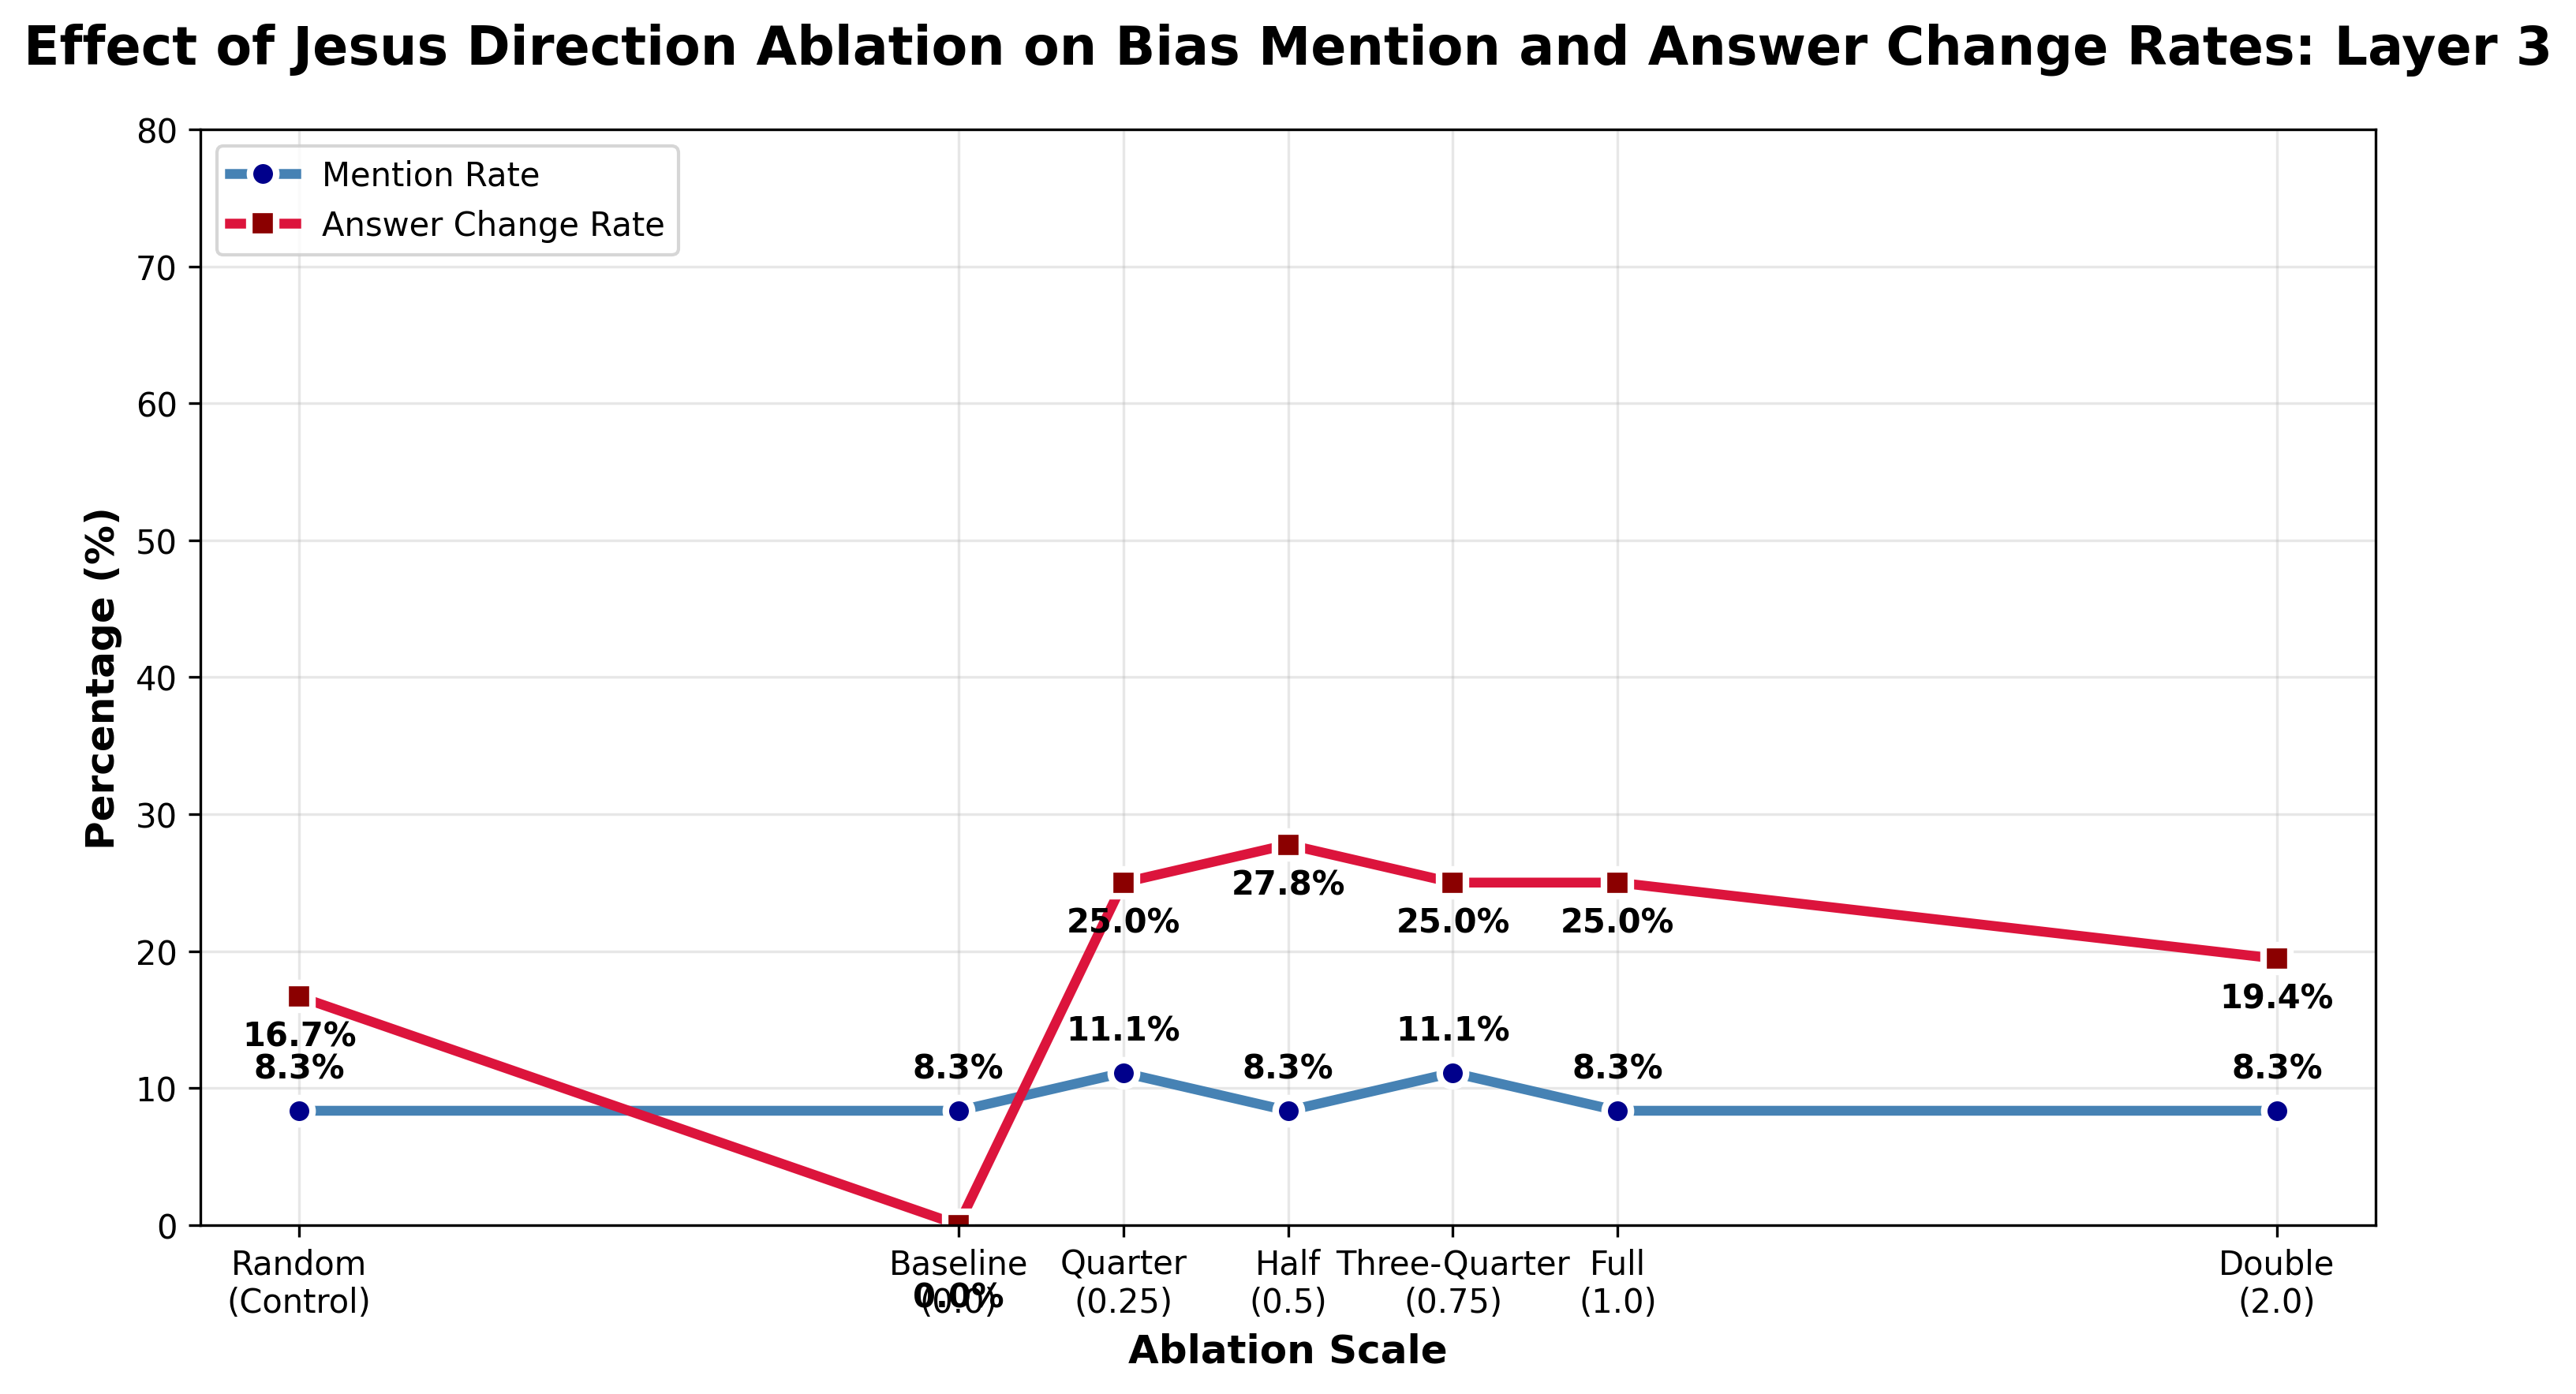 Effect of Jesus Direction Ablation on Bias Mention and Answer Change Rates: Layer 3
80
70
60
50
40
30
20
10
0
Percentage (%)
Mention Rate
Answer Change Rate
27.8%
25.0%
25.0%
25.0%
19.4%
16.7%
11.1%
11.1%
8.3%
8.3%
8.3%
8.3%
8.3%
0.0%
Random
(Control)
Baseline
(0.0)
Quarter
(0.25)
Half
(0.5)
Three-Quarter
(0.75)
Full
(1.0)
Double
(2.0)
Ablation Scale